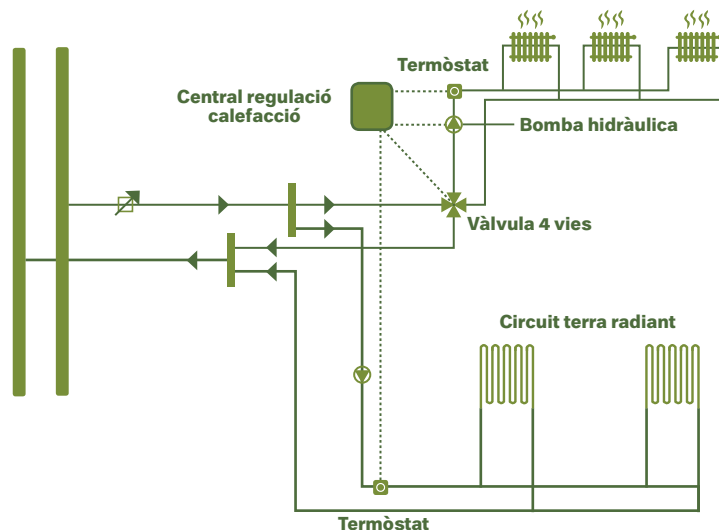 Termòstat
Central regulació
calefacció
Bomba hidràulica
Vàlvula 4 vies
Circuit terra radiant
Termòstat